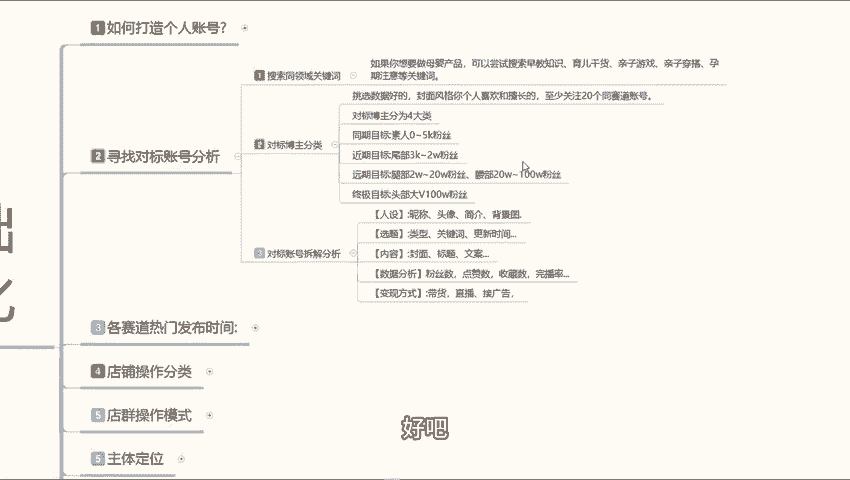 1 如何打造个人账号?
1 搜索同领域关键词
如果你想要做母婴产品，可以尝试搜索早教知识、育儿干货、亲子游戏、亲子穿搭、孕
期注意等关键词。
2 寻找对标账号分析
2 对标博主分类
挑选数据好的，封面风格你个人喜欢和擅长的，至少关注20个同赛道账号。
对标博主分为4大类
同期目标:素人0~5k粉丝
近期目标:尾部3k~2w粉丝
远期目标:腿部2w~20w粉丝、腰部20w~100w粉丝
终极目标:头部大V100w粉丝
3 对标账号拆解分析
【人设】:昵称、头像、简介、背景图.
【选题】:类型、关键词、更新时间...
【内容】:封面、标题、文案...
【数据分析】粉丝数，点赞数，收藏数，完播率...
【变现方式】:带货，直播、接广告，
3 各赛道热门发布时间:
4 店铺操作分类
5 店群操作模式
5 主体定位
好吧